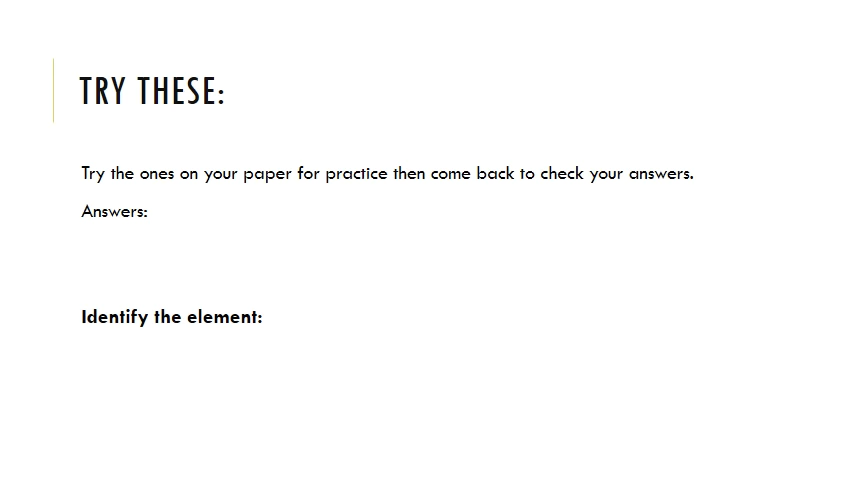 TRY THESE:
Try the ones on your paper for practice then come back to check your answers.
Answers:
Identify the element: